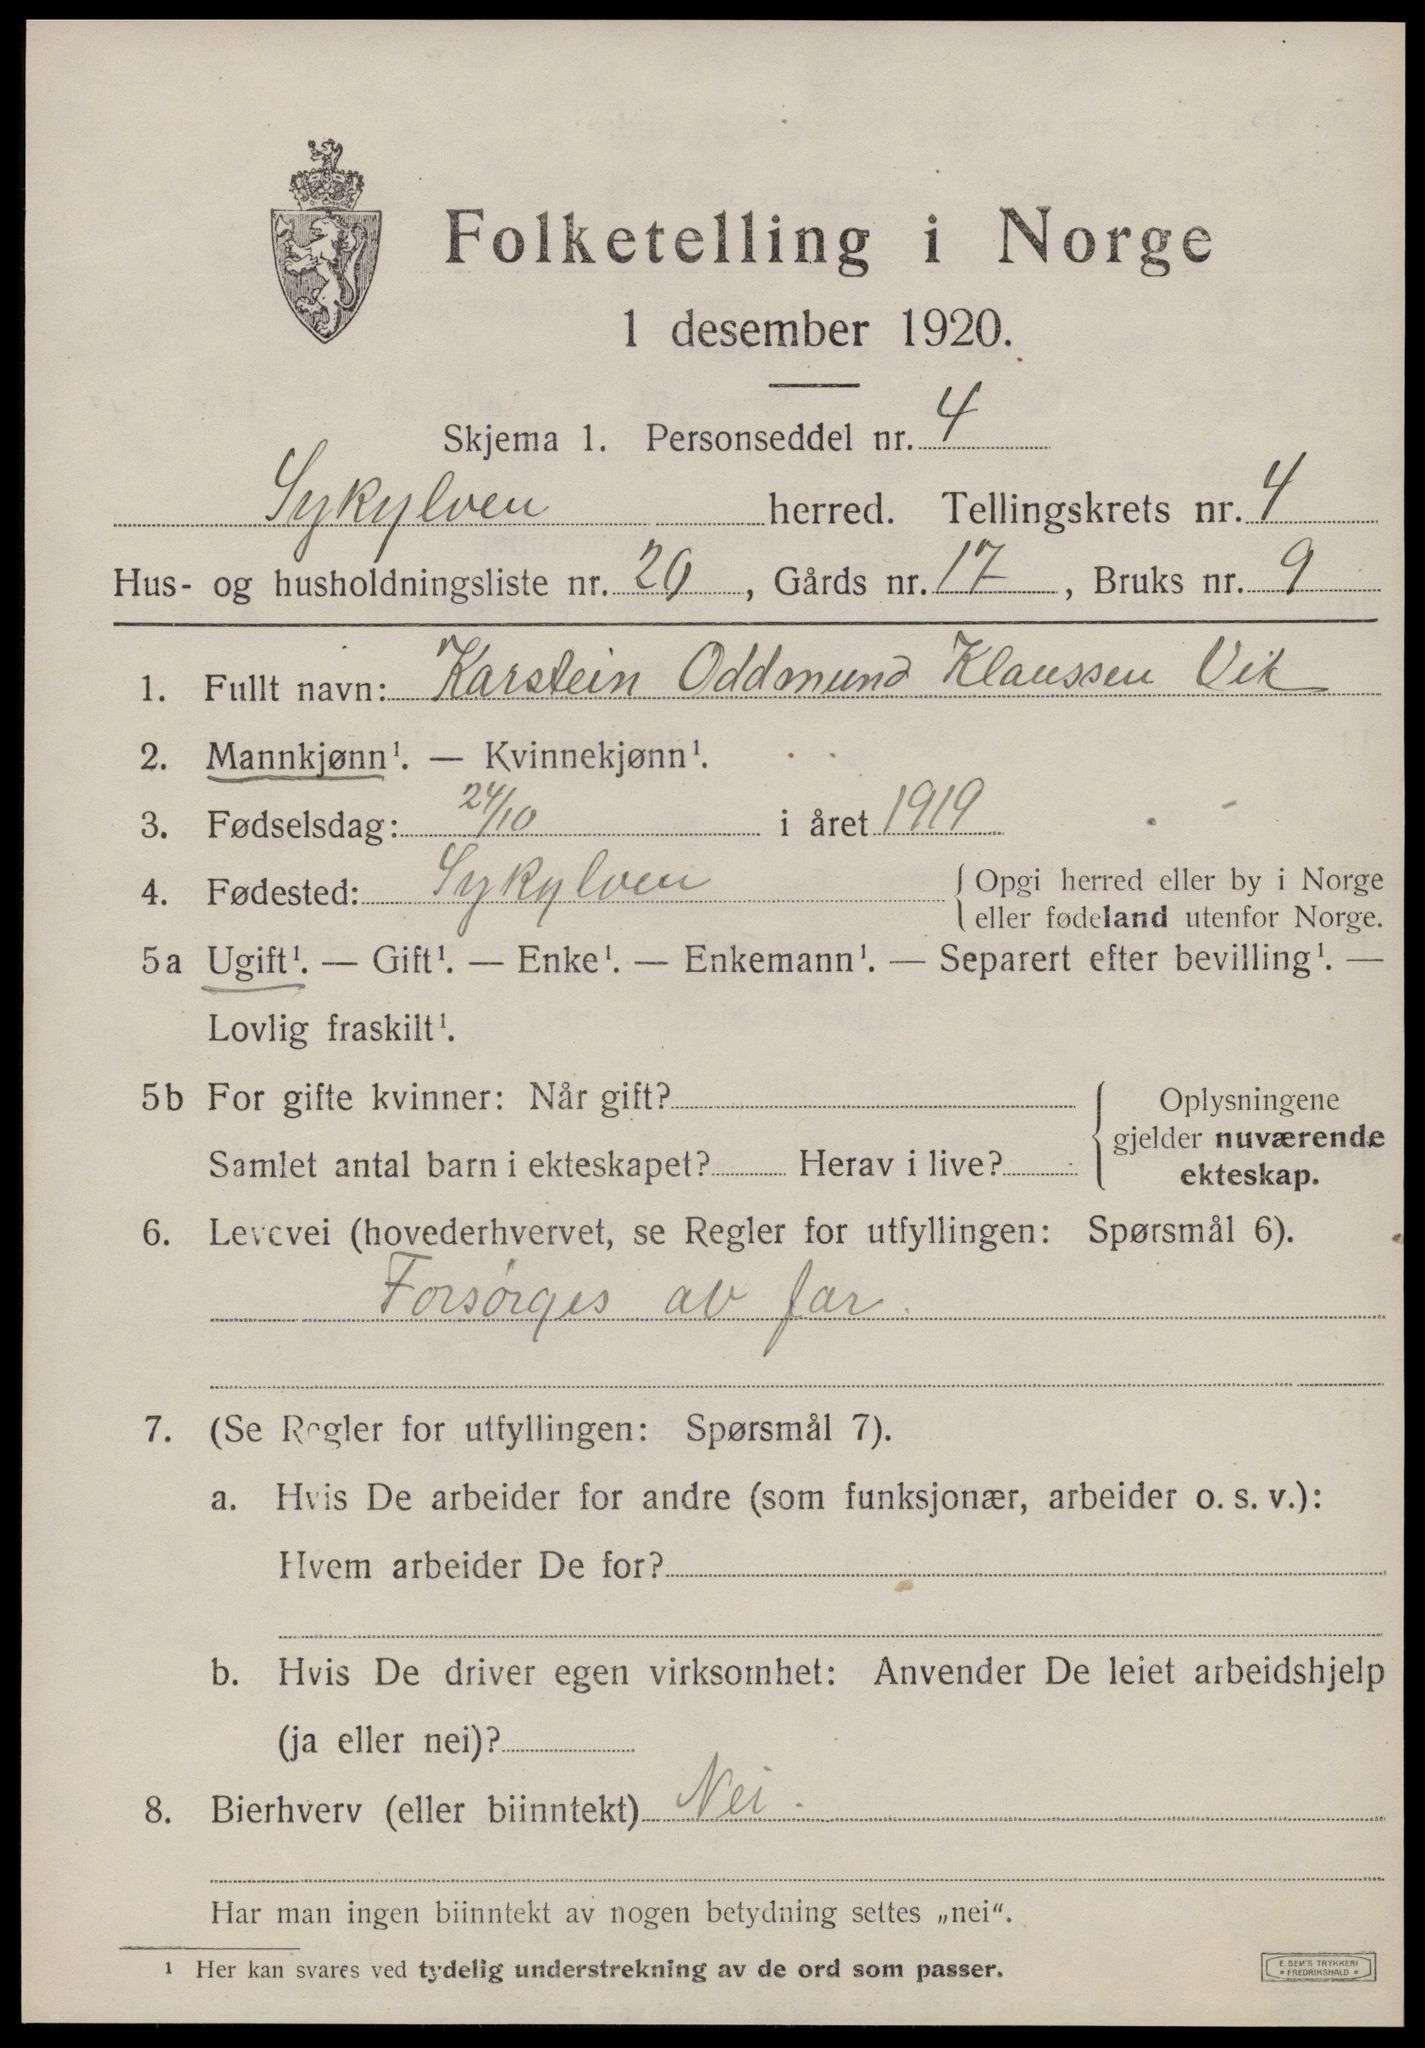 Folketelling i Norge
1 desember 1920.
Skjema 1. Personseddel nr. 4
Sykylven herred. Tellingskrets nr. 4
Hus- og husholdningsliste nr. 20, Gårds nr. 17, Bruks nr. 9
1. Fullt navn: Karstein Oddmund Klaussen Vik
2. Mannkjønn¹. — Kvinnekjønn¹.
3. Fødselsdag: 24/10 i året 1919
4. Fødested: Sykylven { Opgi herred eller by i Norge
eller fødeland utenfor Norge.
5a Ugift¹. — Gift¹. — Enke¹. — Enkemann¹. — Separert efter bevilling¹. —
Lovlig fraskilt¹.
5b For gifte kvinner: Når gift? { Oplysningene
gjelder nuværende
Samlet antal barn i ekteskapet? Herav i live? ekteskap.
6. Levevei (hovederhvervet, se Regler for utfyllingen: Spørsmål 6).
Forsørges av far.
7. (Se Regler for utfyllingen: Spørsmål 7).
a. Hvis De arbeider for andre (som funksjonær, arbeider o. s. v.):
Hvem arbeider De for?
b. Hvis De driver egen virksomhet: Anvender De leiet arbeidshjelp
(ja eller nei)?
8. Bierhverv (eller biinntekt) Nei.
Har man ingen biinntekt av nogen betydning settes „nei“.
¹ Her kan svares ved tydelig understrekning av de ord som passer.
E. SEM'S TRYKKERI
• FREDRIKSHALD •